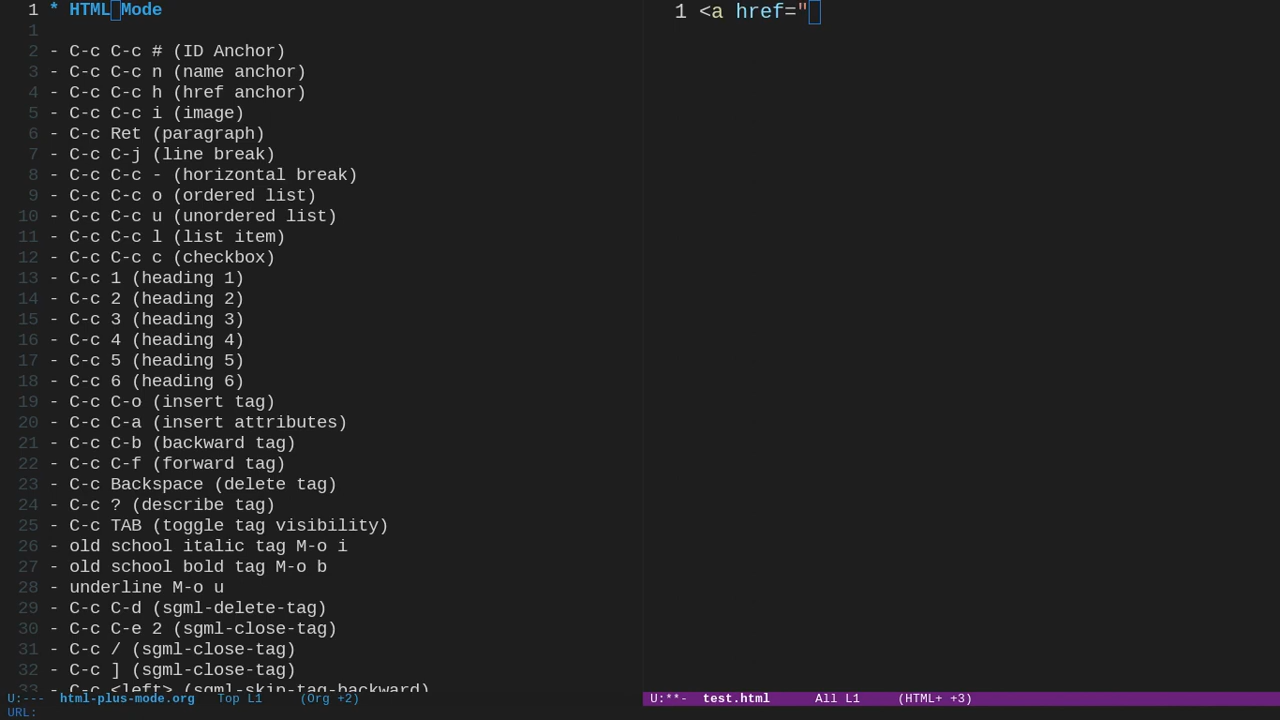 1 * HTML Mode
1
2 - C-c C-c # (ID Anchor)
3 - C-c C-c n (name anchor)
4 - C-c C-c h (href anchor)
5 - C-c C-c i (image)
6 - C-c Ret (paragraph)
7 - C-c C-j (line break)
8 - C-c C-c - (horizontal break)
9 - C-c C-c o (ordered list)
10 - C-c C-c u (unordered list)
11 - C-c C-c l (list item)
12 - C-c C-c c (checkbox)
13 - C-c 1 (heading 1)
14 - C-c 2 (heading 2)
15 - C-c 3 (heading 3)
16 - C-c 4 (heading 4)
17 - C-c 5 (heading 5)
18 - C-c 6 (heading 6)
19 - C-c C-o (insert tag)
20 - C-c C-a (insert attributes)
21 - C-c C-b (backward tag)
22 - C-c C-f (forward tag)
23 - C-c Backspace (delete tag)
24 - C-c ? (describe tag)
25 - C-c TAB (toggle tag visibility)
26 - old school italic tag M-o i
27 - old school bold tag M-o b
28 - underline M-o u
29 - C-c C-d (sgml-delete-tag)
30 - C-c C-e 2 (sgml-close-tag)
31 - C-c / (sgml-close-tag)
32 - C-c ] (sgml-close-tag)
33 - C-c <left> (sgml-skip-tag-backward)
U:--- html-plus-mode.org Top L1 (Org +2)
URL:
1 <a href="
U:**- test.html All L1 (HTML+ +3)